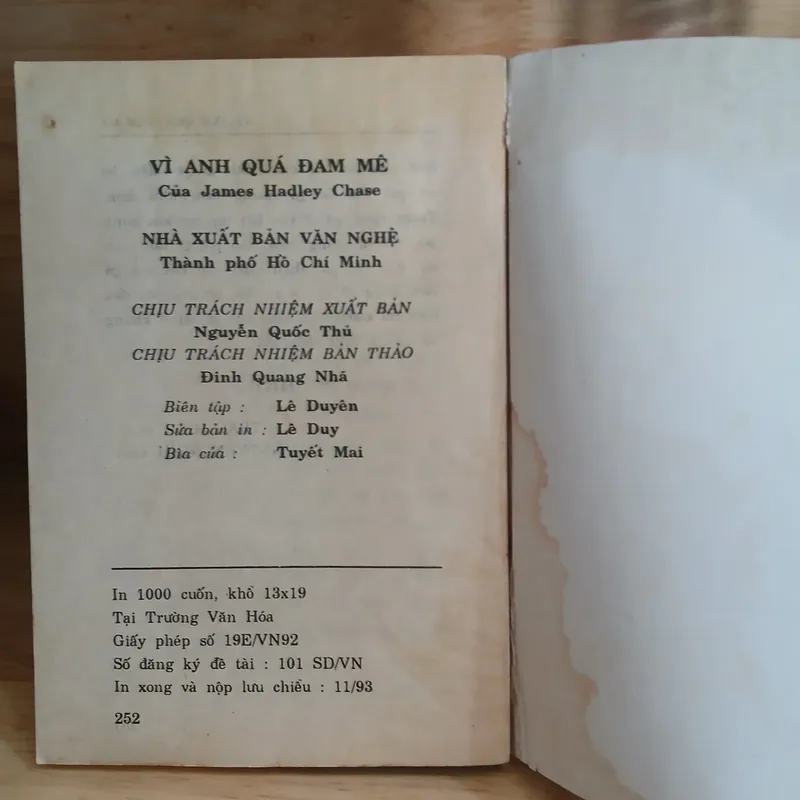 VÌ ANH QUÁ ĐAM MÊ
Của James Hadley Chase
NHÀ XUẤT BẢN VĂN NGHỆ
Thành phố Hồ Chí Minh
CHỊU TRÁCH NHIỆM XUẤT BẢN
Nguyễn Quốc Thủ
CHỊU TRÁCH NHIỆM BẢN THẢO
Đinh Quang Nhã
Biên tập : Lê Duyên
Sửa bản in : Lê Duy
Bìa của : Tuyết Mai
In 1000 cuốn, khổ 13x19
Tại Trường Văn Hóa
Giấy phép số 19E/VN92
Số đăng ký đề tài : 101 SD/VN
In xong và nộp lưu chiểu : 11/93
252